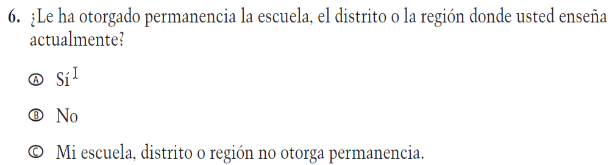 6. ¿Le ha otorgado permanencia la escuela, el distrito o la región donde usted enseña
actualmente?
Ⓐ Sí
Ⓑ No
Ⓒ Mi escuela, distrito o región no otorga permanencia.